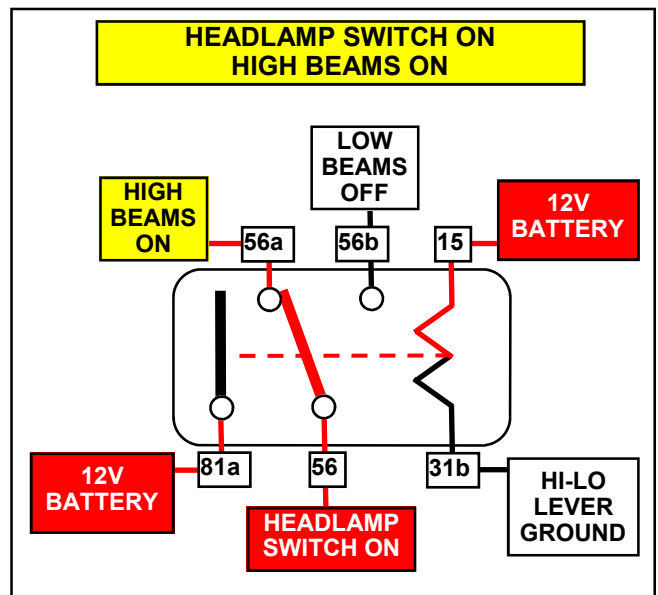 HEADLAMP SWITCH ON
HIGH BEAMS ON
LOW
BEAMS
OFF
HIGH
BEAMS
ON
12V
BATTERY
56a
56b
15
81a
56
31b
12V
BATTERY
HEADLAMP
SWITCH ON
HI-LO
LEVER
GROUND